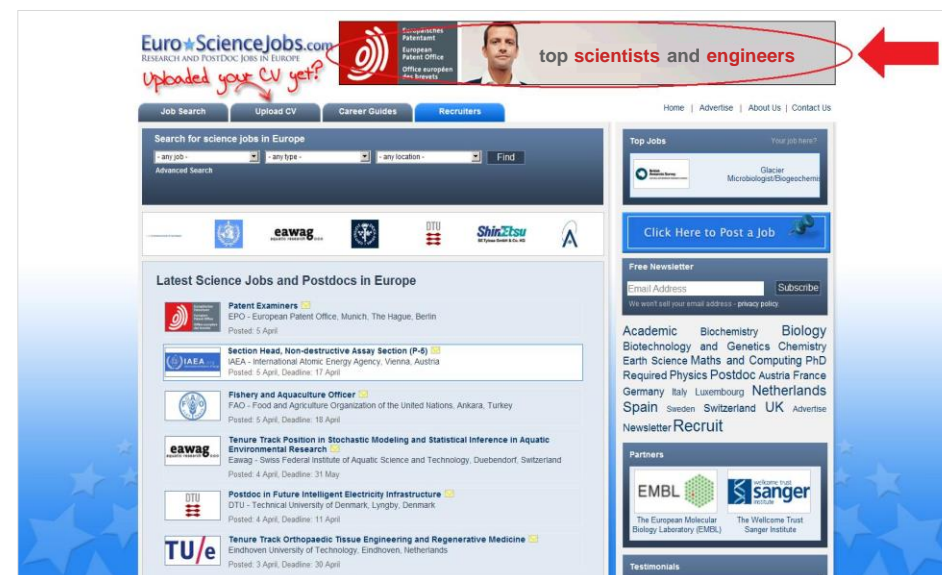 Euro★ScienceJobs.com
RESEARCH AND POSTDOC JOBS IN EUROPE
Uploaded your CV yet?
Europäisches
Patentamt
European
Patent Office
Office européen
des brevets
top scientists and engineers
Job Search
Upload CV
Career Guides
Recruiters
Home | Advertise | About Us | Contact Us
Search for science jobs in Europe
- any job -
- any type -
- any location -
Find
Advanced Search
Top Jobs
Your job here?
Glacier
Microbiologist/Biogeochemi
eawag
aquatic research
DTU
ShinEtsu
Click Here to Post a Job
Free Newsletter
Email Address
Subscribe
We won't sell your email address - privacy policy
Latest Science Jobs and Postdocs in Europe
Patent Examiners
EPO - European Patent Office, Munich, The Hague, Berlin
Posted: 5 April
IAEA
Section Head, Non-destructive Assay Section (P-5)
IAEA - International Atomic Energy Agency, Vienna, Austria
Posted: 5 April, Deadline: 17 April
Fishery and Aquaculture Officer
FAO - Food and Agriculture Organization of the United Nations, Ankara, Turkey
Posted: 5 April, Deadline: 18 April
eawag
aquatic research
Tenure Track Position in Stochastic Modeling and Statistical Inference in Aquatic
Environmental Research
Eawag - Swiss Federal Institute of Aquatic Science and Technology, Duebendorf, Switzerland
Posted: 4 April, Deadline: 31 May
DTU
Postdoc in Future Intelligent Electricity Infrastructure
DTU - Technical University of Denmark, Lyngby, Denmark
Posted: 4 April, Deadline: 11 April
TU/e
Tenure Track Orthopaedic Tissue Engineering and Regenerative Medicine
Eindhoven University of Technology, Eindhoven, Netherlands
Posted: 3 April, Deadline: 30 April
Academic Biochemistry Biology
Biotechnology and Genetics Chemistry
Earth Science Maths and Computing PhD
Required Physics Postdoc Austria France
Germany Italy Luxembourg Netherlands
Spain Sweden Switzerland UK Advertise
Newsletter Recruit
Partners
EMBL
wellcome trust
sanger
institute
The European Molecular
Biology Laboratory (EMBL)
The Wellcome Trust
Sanger Institute
Testimonials